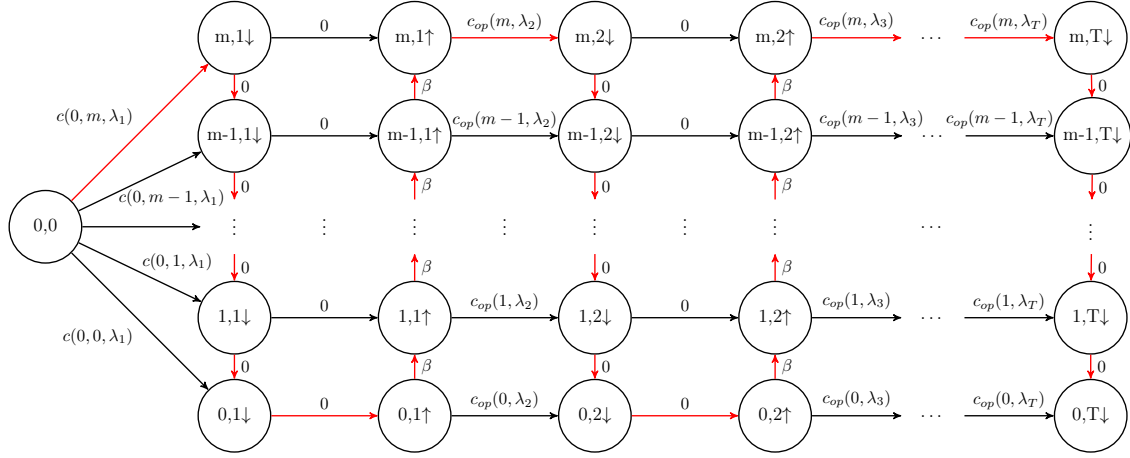 m,1↓ 0 m,1↑ c_{op}(m, λ_2) m,2↓ 0 m,2↑ c_{op}(m, λ_3) ⋯ c_{op}(m, λ_T) m,T↓
0 β 0 β 0
c(0, m, λ_1)
m-1,1↓ 0 m-1,1↑ c_{op}(m − 1, λ_2) m-1,2↓ 0 m-1,2↑ c_{op}(m − 1, λ_3) ⋯ c_{op}(m − 1, λ_T) m-1,T↓
0 β 0 β 0
c(0, m − 1, λ_1)
0,0 ⋮ ⋮ ⋮ ⋮ ⋮ ⋮ ⋮ ⋯ ⋮
c(0, 1, λ_1)
0 β 0 β 0
1,1↓ 0 1,1↑ c_{op}(1, λ_2) 1,2↓ 0 1,2↑ c_{op}(1, λ_3) ⋯ c_{op}(1, λ_T) 1,T↓
c(0, 0, λ_1)
0 β 0 β 0
0,1↓ 0 0,1↑ c_{op}(0, λ_2) 0,2↓ 0 0,2↑ c_{op}(0, λ_3) ⋯ c_{op}(0, λ_T) 0,T↓